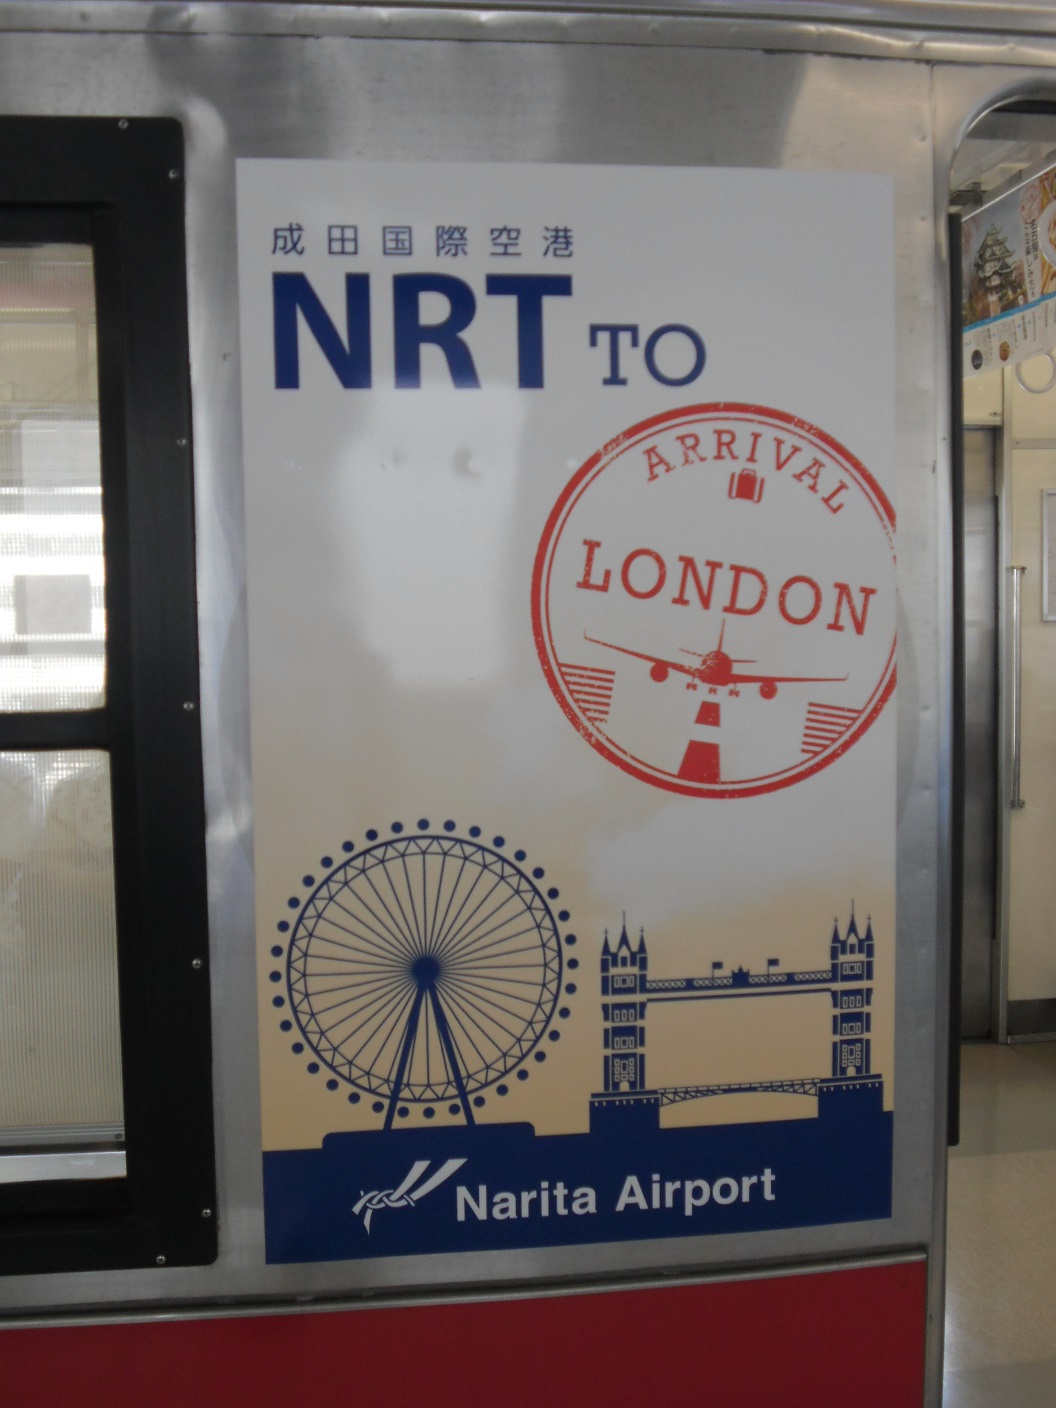 成田国際空港
NRT TO
ARRIVAL
LONDON
Narita Airport